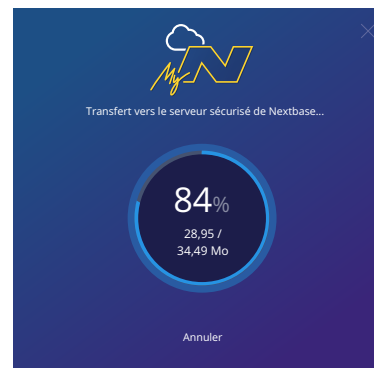 MyN
Transfert vers le serveur sécurisé de Nextbase...
84%
28,95 /
34,49 Mo
Annuler